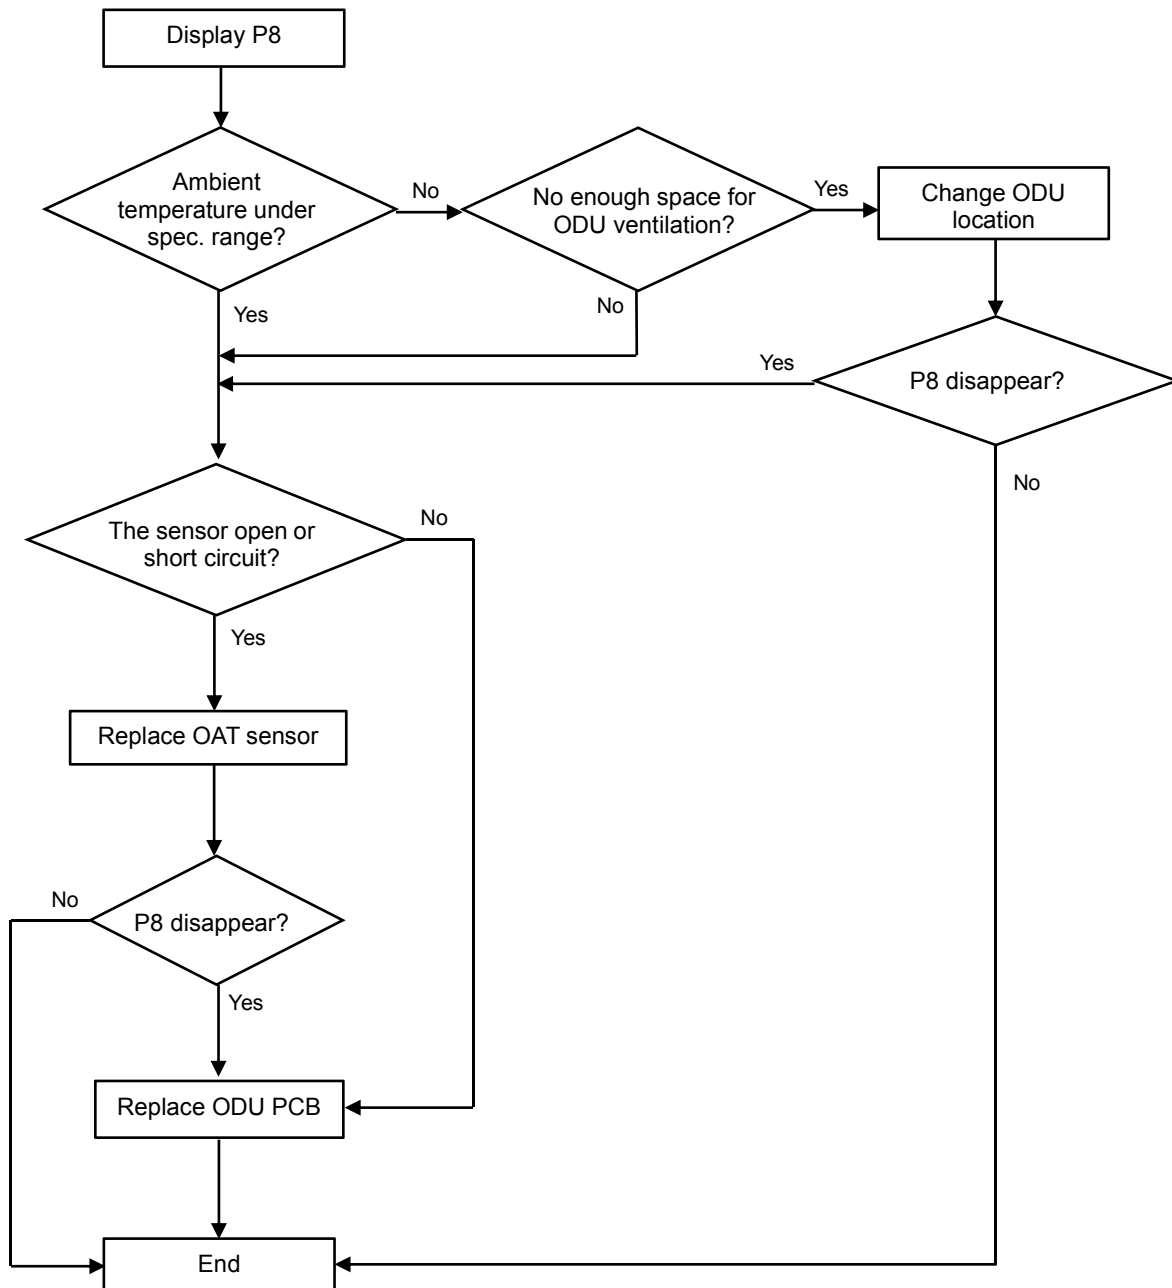 Display P8
Ambient
temperature under
spec. range?
No
No enough space for
ODU ventilation?
Yes
Change ODU
location
Yes
No
Yes
P8 disappear?
No
The sensor open or
short circuit?
No
Yes
Replace OAT sensor
No
P8 disappear?
Yes
Replace ODU PCB
End